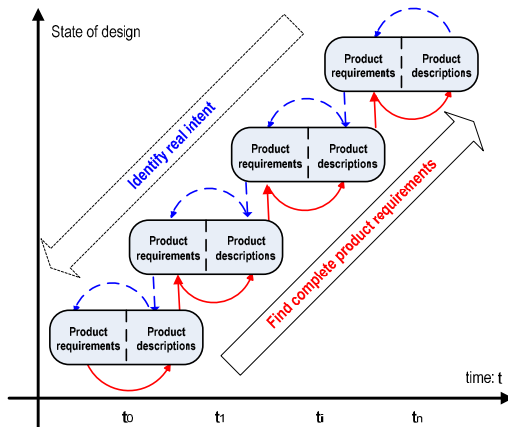 State of design
Product
requirements
Product
descriptions
Identify real intent
Product
requirements
Product
descriptions
Product
requirements
Product
descriptions
Find complete product requirements
Product
requirements
Product
descriptions
time: t
t0
t1
ti
tn